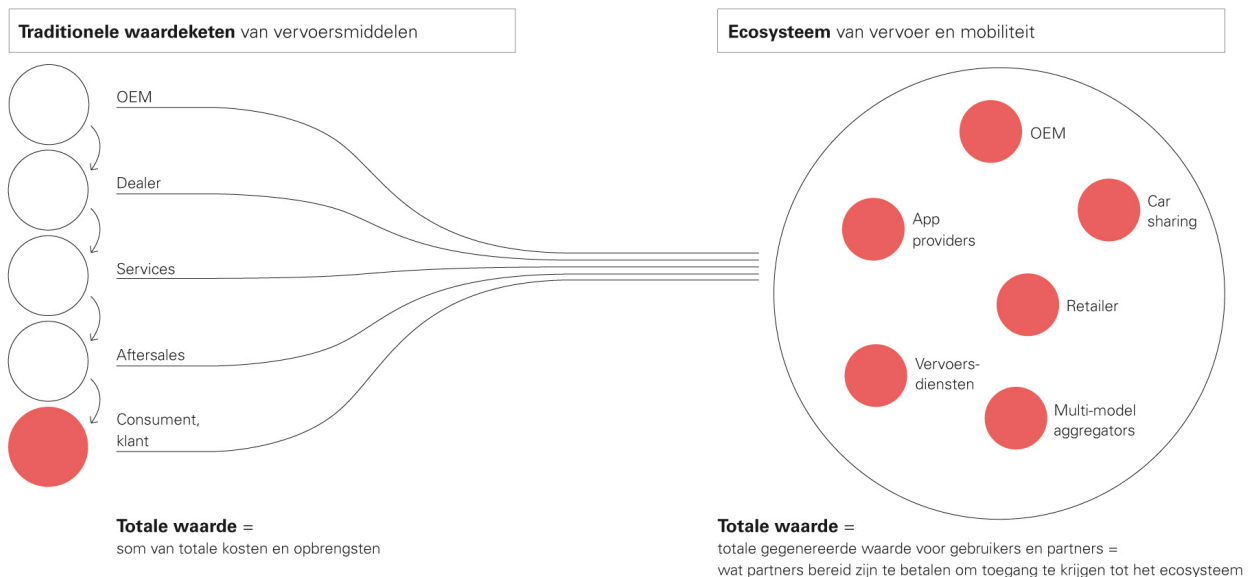 Traditionele waardeketen van vervoersmiddelen
OEM
Dealer
Services
Aftersales
Consument,
klant
Totale waarde =
som van totale kosten en opbrengsten
Ecosysteem van vervoer en mobiliteit
OEM
Car
sharing
App
providers
Retailer
Vervoers-
diensten
Multi-model
aggregators
Totale waarde =
totale gegenereerde waarde voor gebruikers en partners =
wat partners bereid zijn te betalen om toegang te krijgen tot het ecosysteem